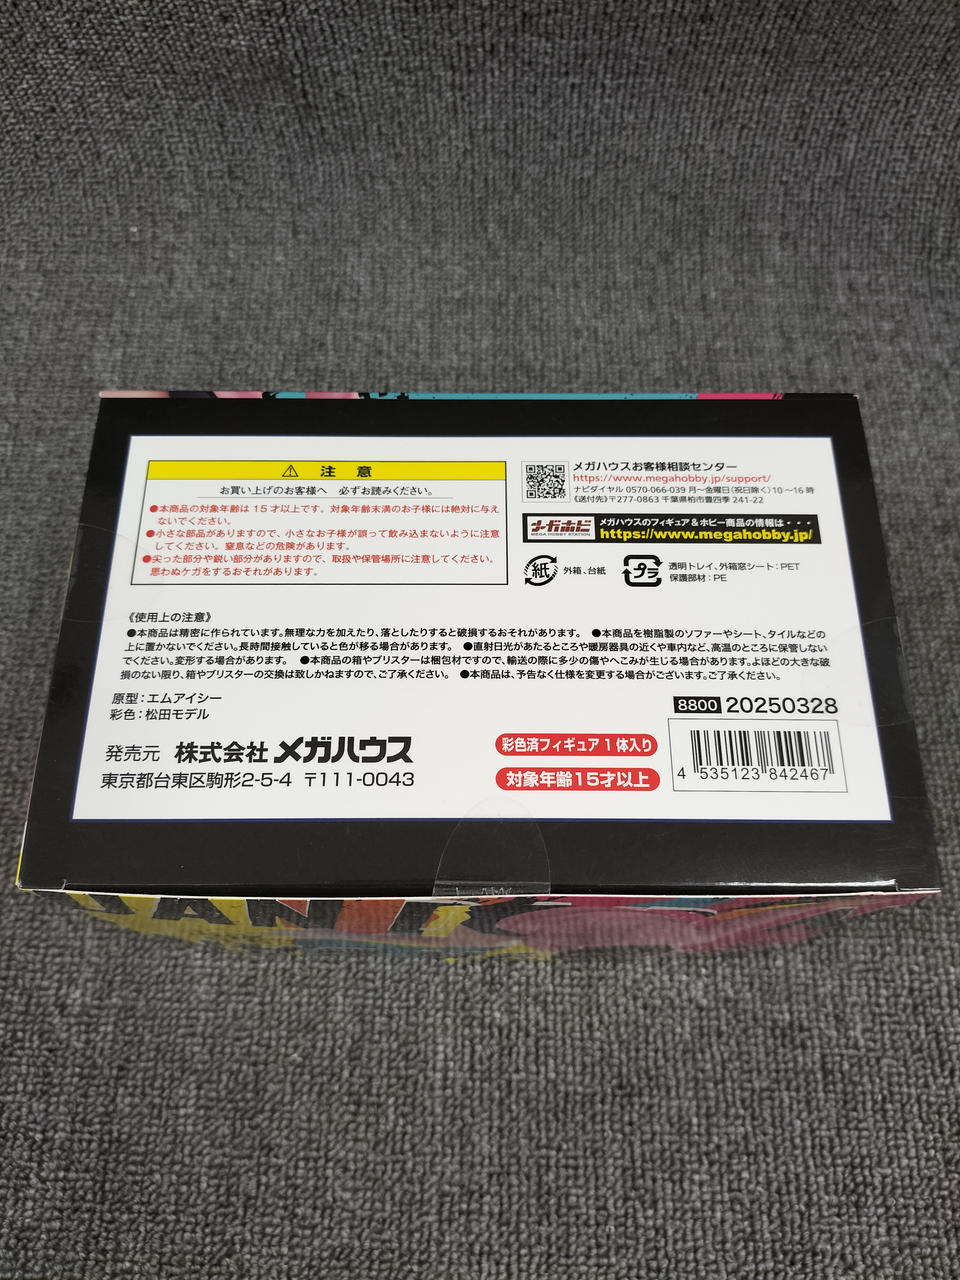 ⚠ 注意
お買い上げのお客様へ 必ずお読みください。
●本商品の対象年齢は15才以上です。対象年齢末満のお子様には絶対に与え
ないでください。
●小さな部品がありますので、小さなお子様が誤って飲み込まないように注意
してください。窒息などの危険があります。
●尖った部分や鋭い部分がありますので、取扱や保管場所に注意してください。
思わぬケガをするおそれがあります。
メガハウスお客様相談センター
https://www.megahobby.jp/support/
ナビダイヤル 0570-066-039 月～金曜日(祝日除く)10～16時
《送付先》〒277-0863 千葉県柏市豊四季 241-22
メガホビ
MEGA HOBBY STATION
メガハウスのフィギュア&ホビー商品の情報は・・・
https://www.megahobby.jp/
紙
外箱、台紙
プラ
透明トレイ、外箱窓シート:PET
保護部材:PE
《使用上の注意》
●本商品は精密に作られています。無理な力を加えたり、落としたりすると破損するおそれがあります。 ●本商品を樹脂製のソファーやシート、タイルなどの
上に置かないでください。長時間接触していると色が移る場合があります。 ●直射日光があたるところや暖房器具の近くや車内など、高温のところに保管しない
でください。変形する場合があります。 ●本商品の箱やブリスターは梱包材ですので、輸送の際に多少の傷やへこみが生じる場合があります。よほどの大きな破
損のない限り、箱やブリスターの交換は致しかねますので、ご了承ください。 ●本商品は、予告なく仕様を変更する場合がございます。ご了承ください。
原型:エムアイシー
彩色:松田モデル
発売元 株式会社メガハウス
東京都台東区駒形2-5-4 〒111-0043
彩色済フィギュア1体入り
対象年齢15才以上
8800 20250328
4 535123 842467